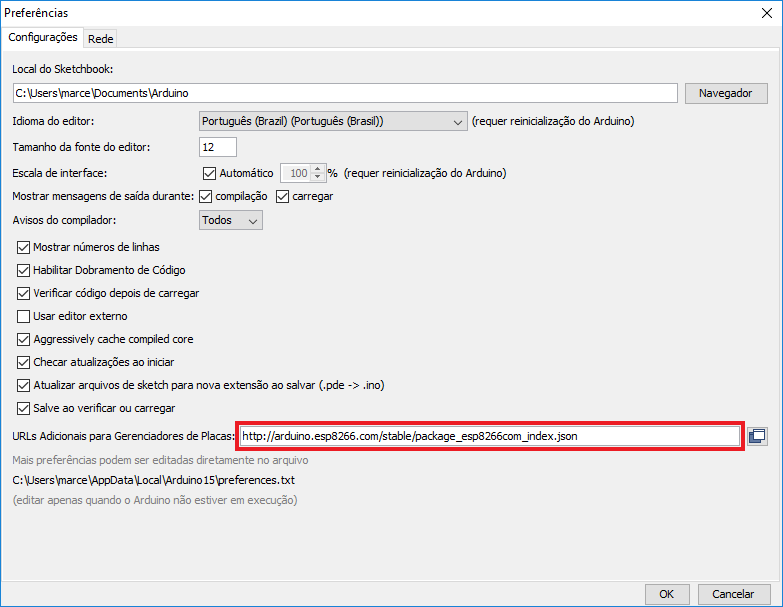 Preferências
Configurações Rede
Local do Sketchbook:
C:\Users\marce\Documents\Arduino Navegador
Idioma do editor: Português (Brazil) (Português (Brasil)) (requer reinicialização do Arduino)
Tamanho da fonte do editor: 12
Escala de interface: Automático 100 % (requer reinicialização do Arduino)
Mostrar mensagens de saída durante: compilação carregar
Avisos do compilador: Todos
Mostrar números de linhas
Habilitar Dobramento de Código
Verificar código depois de carregar
Usar editor externo
Aggressively cache compiled core
Checar atualizações ao iniciar
Atualizar arquivos de sketch para nova extensão ao salvar (.pde -> .ino)
Salve ao verificar ou carregar
URLs Adicionais para Gerenciadores de Placas: http://arduino.esp8266.com/stable/package_esp8266com_index.json
Mais preferências podem ser editadas diretamente no arquivo
C:\Users\marce\AppData\Local\Arduino15\preferences.txt
(editar apenas quando o Arduino não estiver em execução)
OK Cancelar